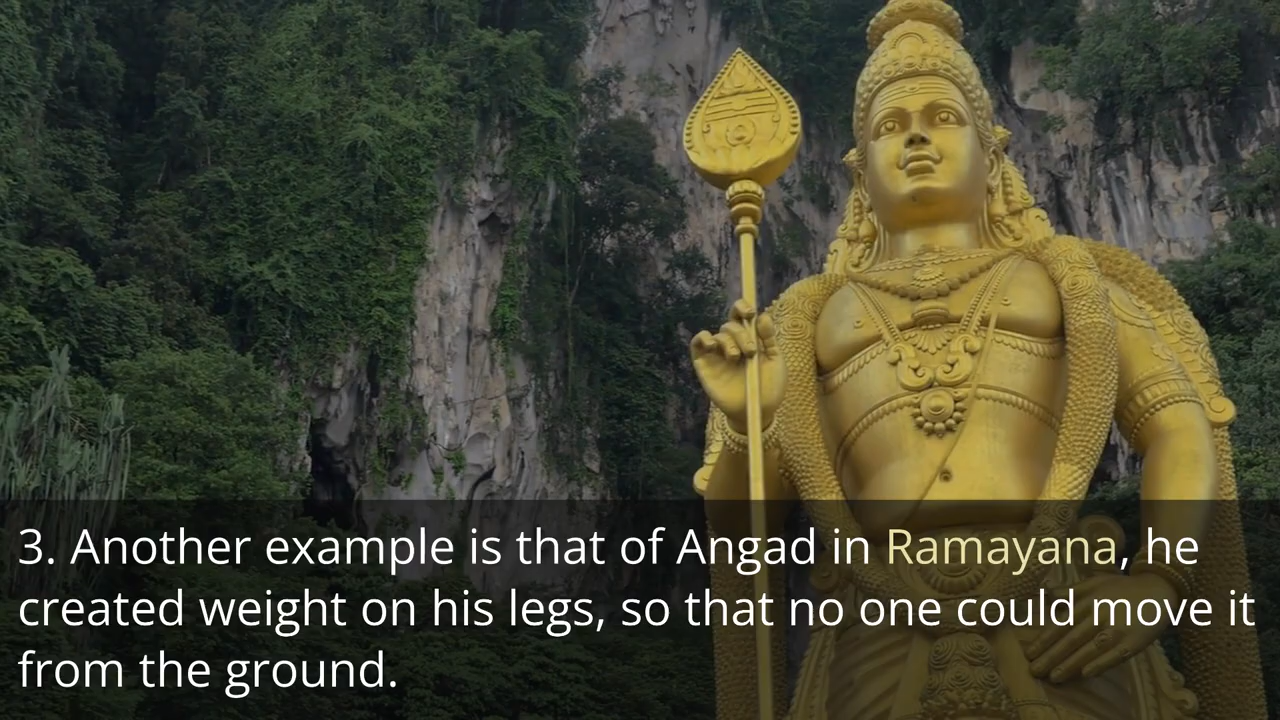 3. Another example is that of Angad in Ramayana, he
created weight on his legs, so that no one could move it
from the ground.